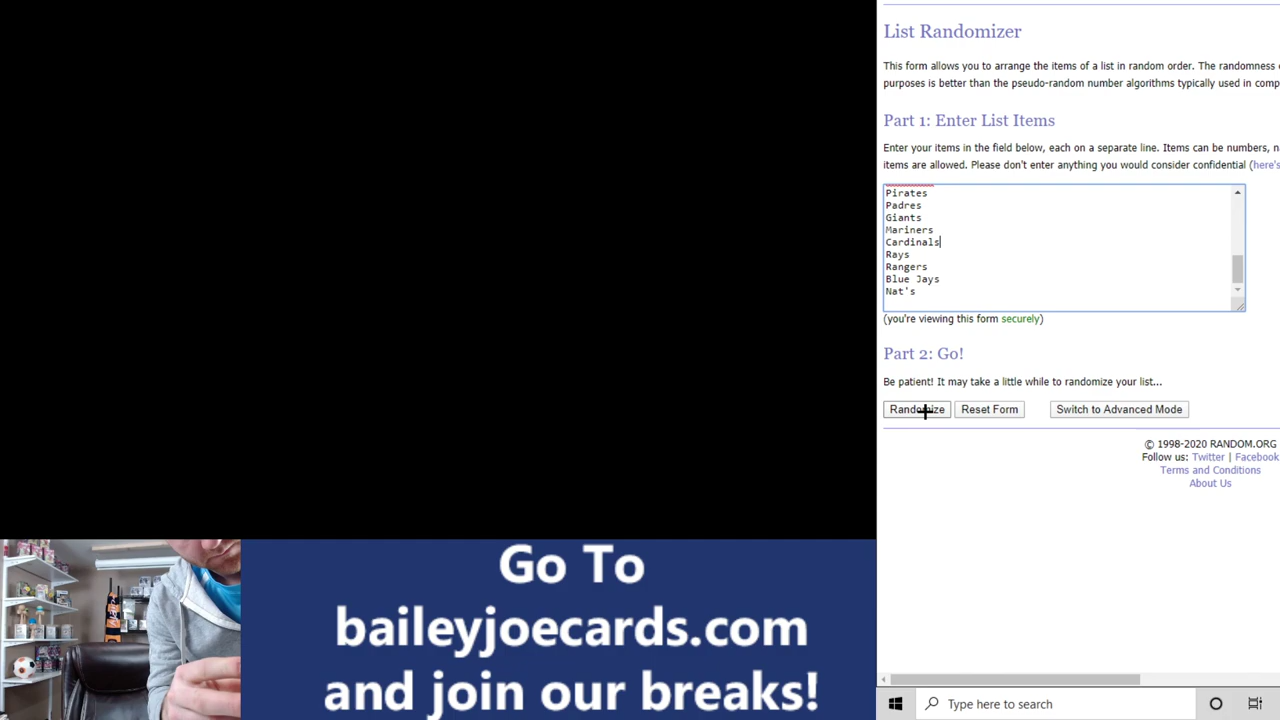 List Randomizer
This form allows you to arrange the items of a list in random order. The randomness
purposes is better than the pseudo-random number algorithms typically used in comp
Part 1: Enter List Items
Enter your items in the field below, each on a separate line. Items can be numbers, n
items are allowed. Please don't enter anything you would consider confidential (here's
Pirates
Padres
Giants
Mariners
Cardinals
Rays
Rangers
Blue Jays
Nat's
(you're viewing this form securely)
Part 2: Go!
Be patient! It may take a little while to randomize your list...
Randomize Reset Form Switch to Advanced Mode
© 1998-2020 RANDOM.ORG
Follow us: Twitter | Facebook
Terms and Conditions
About Us
Go To
baileyjoecards.com
and join our breaks!
Type here to search